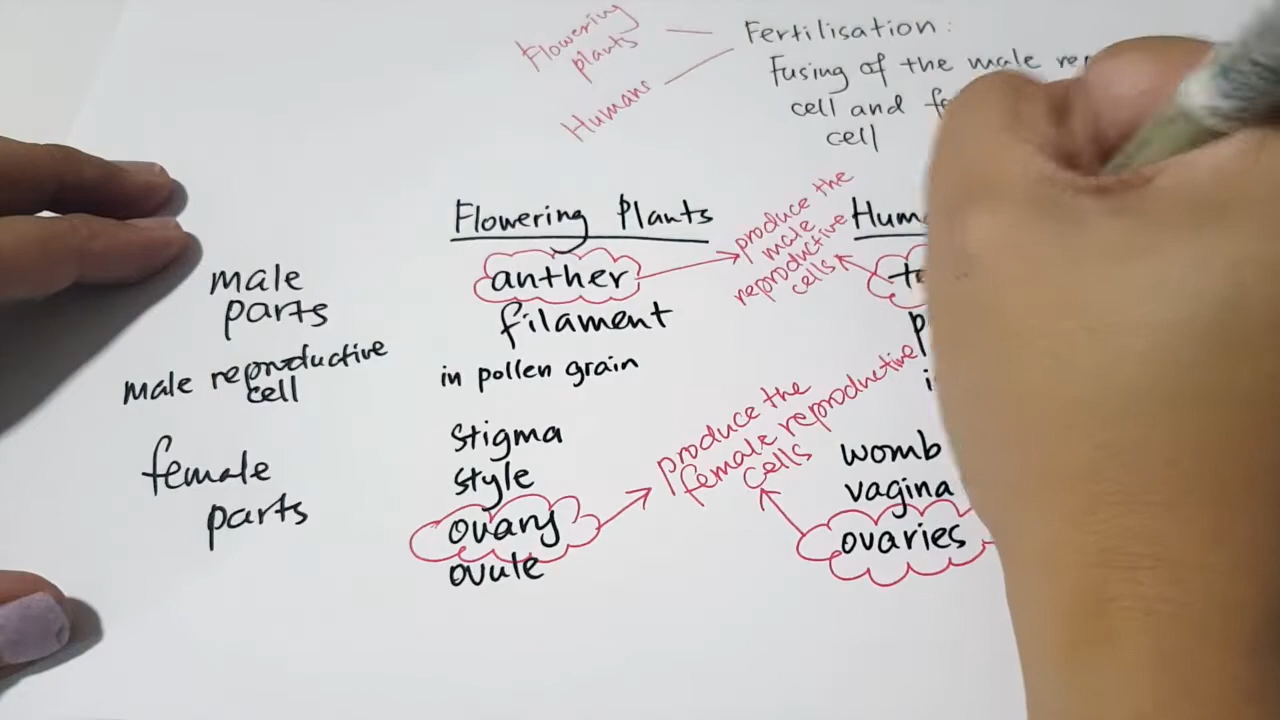 Flowering
plants
Humans
Fertilisation:
Fusing of the male
cell and
cell
Flowering Plants
male
parts
anther
filament
produce the
male
reproductive
cells
male reproductive
cell
in pollen grain
female
parts
stigma
style
ovary
ovule
produce the
female reproductive
cells
womb
vagina
ovaries